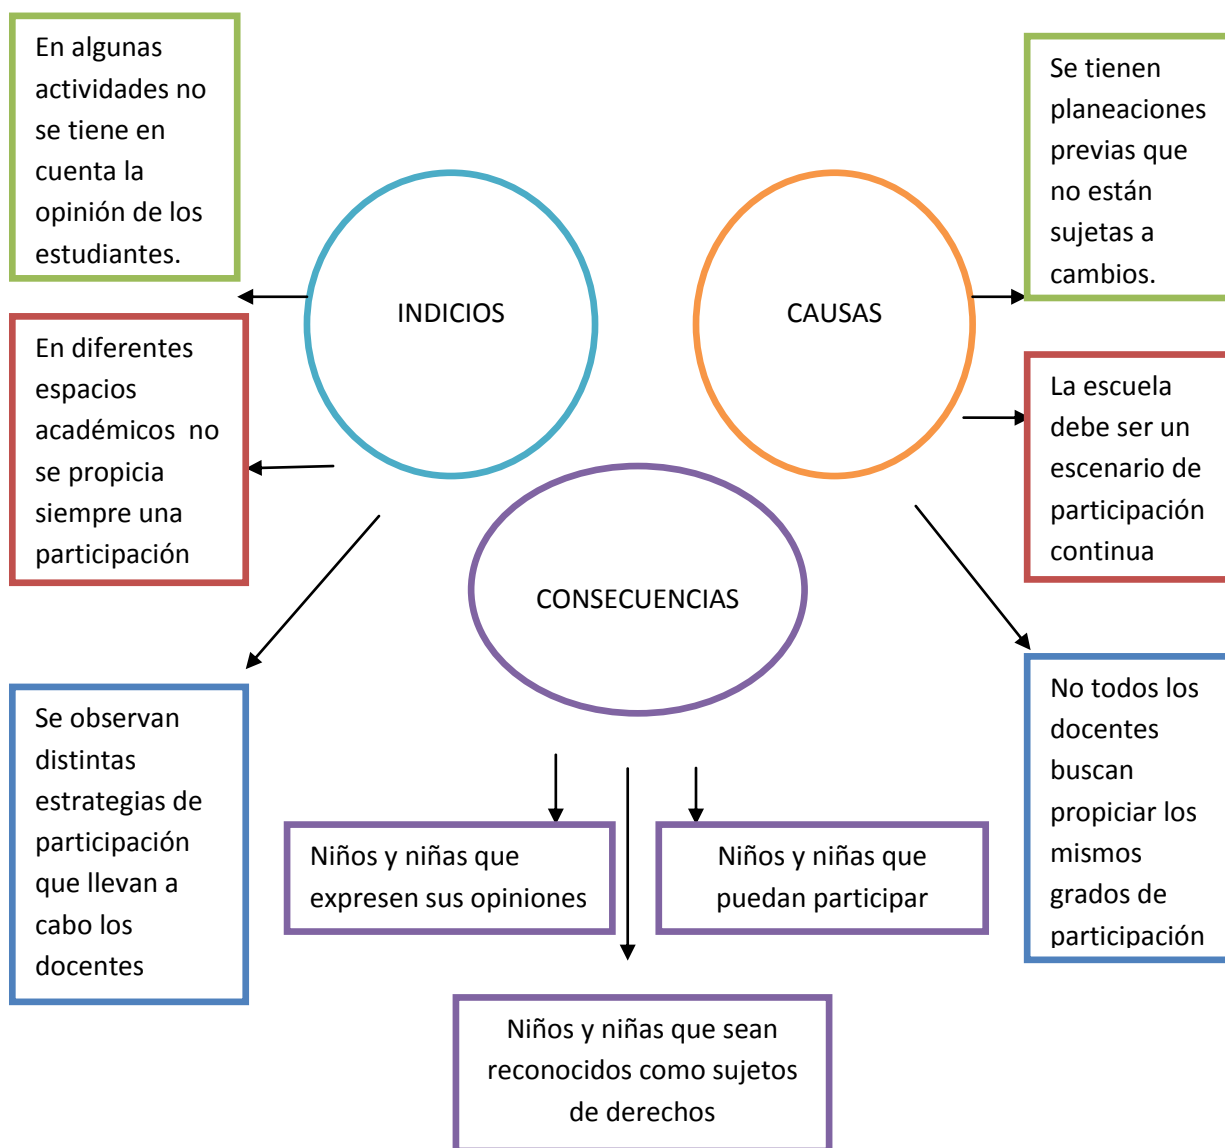 En algunas
actividades no
se tiene en
cuenta la
opinión de los
estudiantes.
Se tienen
planeaciones
previas que
no están
sujetas a
cambios.
INDICIOS
CAUSAS
En diferentes
espacios
académicos no
se propicia
siempre una
participación
La escuela
debe ser un
escenario de
participación
continua
CONSECUENCIAS
Se observan
distintas
estrategias de
participación
que llevan a
cabo los
docentes
No todos los
docentes
buscan
propiciar los
mismos
grados de
participación
Niños y niñas que
expresen sus opiniones
Niños y niñas que
puedan participar
Niños y niñas que sean
reconocidos como sujetos
de derechos